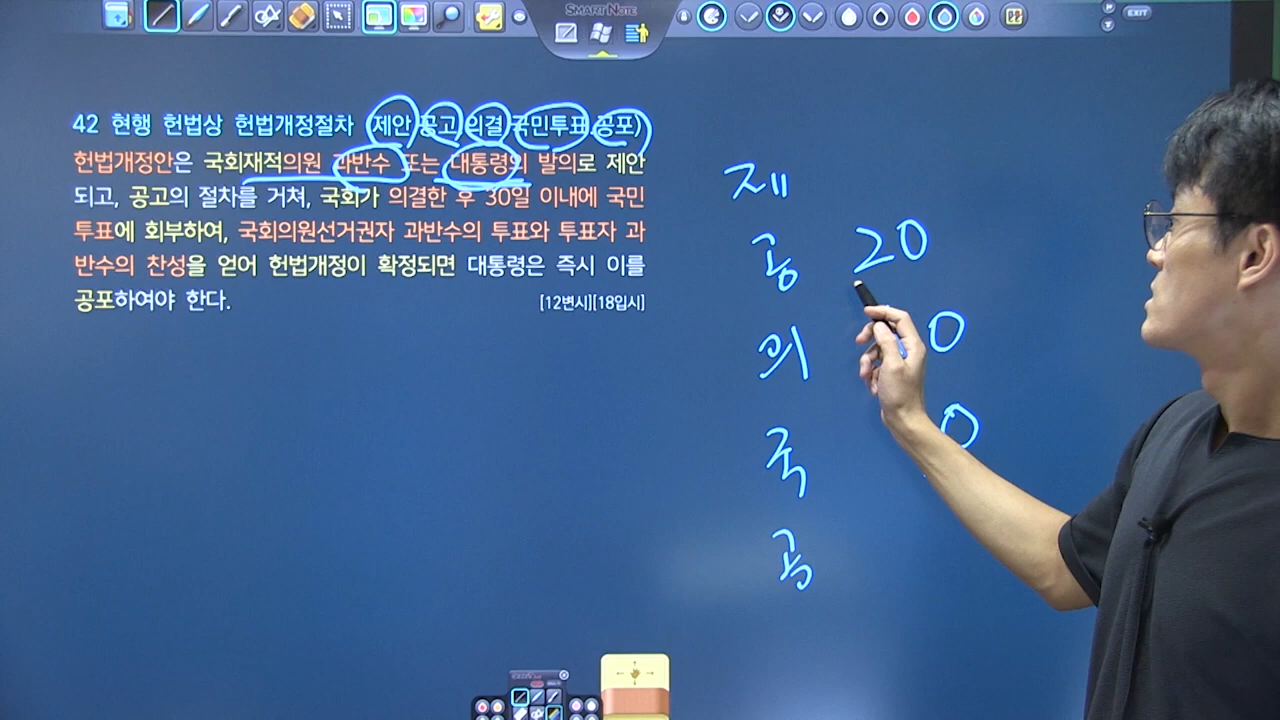 SMART NOTE
EXIT
42 현행 헌법상 헌법개정절차 (제안,공고,의결,국민투표,공포)
헌법개정안은 국회재적의원 과반수 또는 대통령의 발의로 제안
되고, 공고의 절차를 거쳐, 국회가 의결한 후 30일 이내에 국민
투표에 회부하여, 국회의원선거권자 과반수의 투표와 투표자 과
반수의 찬성을 얻어 헌법개정이 확정되면 대통령은 즉시 이를
공포하여야 한다.
[12변시][18입시]
제
공 20
의 0
국 0
공